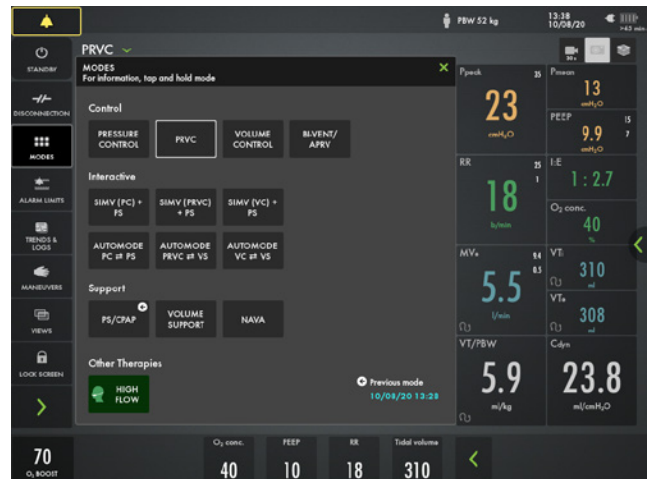 PBW 52 kg
13:38
10/08/20
>45 min
STANDBY
DISCONNECTION
MODES
ALARM LIMITS
TRENDS &
LOGS
MANEUVERS
VIEWS
LOCK SCREEN
PRVC
30 s
MODES
For information, tap and hold mode
Control
PRESSURE
CONTROL
PRVC
VOLUME
CONTROL
BI-VENT/
APRV
Interactive
SIMV (PC) +
PS
SIMV (PRVC)
+ PS
SIMV (VC) +
PS
AUTOMODE
PC ⇄ PS
AUTOMODE
PRVC ⇄ VS
AUTOMODE
VC ⇄ VS
Support
PS/CPAP
VOLUME
SUPPORT
NAVA
Other Therapies
HIGH
FLOW
Previous mode
10/08/20 13:28
Ppeak 35
23
cmH₂O
Pmean
13
cmH₂O
PEEP 15
9.9 7
cmH₂O
RR 25
1
18
b/min
I:E
1 : 2.7
O₂ conc.
40
%
MVe 9.4
0.5
5.5
l/min
VTi
310
ml
VTe
308
ml
VT/PBW
5.9
ml/kg
Cdyn
23.8
ml/cmH₂O
70
O₂ BOOST
O₂ conc.
40
PEEP
10
RR
18
Tidal volume
310